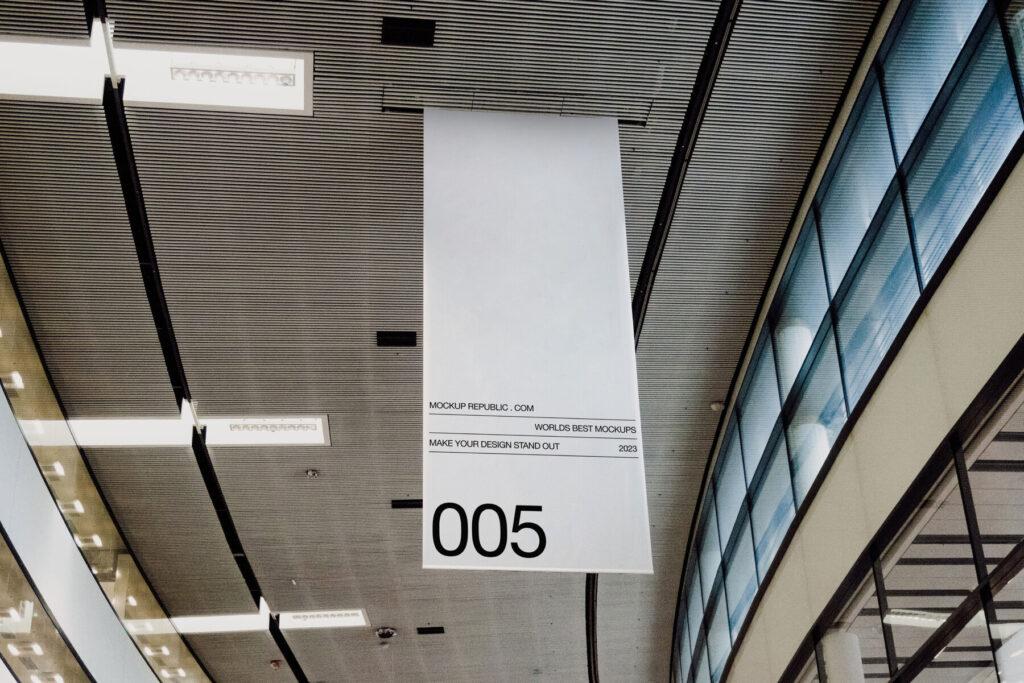 MOCKUP REPUBLIC . COM
WORLDS BEST MOCKUPS
MAKE YOUR DESIGN STAND OUT 2023
005